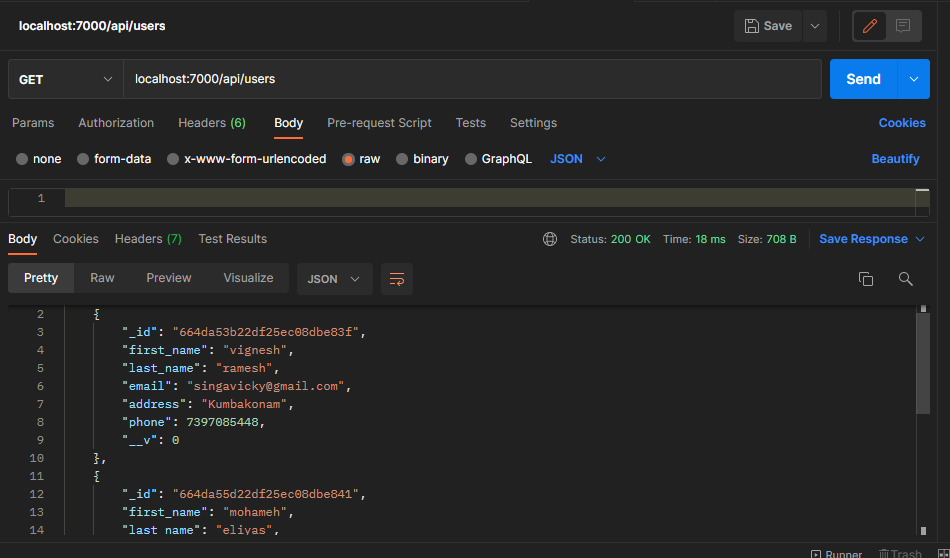 localhost:7000/api/users
Save
GET localhost:7000/api/users Send
Params Authorization Headers (6) Body Pre-request Script Tests Settings Cookies
none form-data x-www-form-urlencoded raw binary GraphQL JSON Beautify
1
Body Cookies Headers (7) Test Results Status: 200 OK Time: 18 ms Size: 708 B Save Response
Pretty Raw Preview Visualize JSON
2 {
3 "_id": "664da53b22df25ec08dbe83f",
4 "first_name": "vignesh",
5 "last_name": "ramesh",
6 "email": "singavicky@gmail.com",
7 "address": "Kumbakonam",
8 "phone": 7397085448,
9 "__v": 0
10 },
11 {
12 "_id": "664da55d22df25ec08dbe841",
13 "first_name": "mohameh",
14 "last_name": "eliyas",
Runner Trash